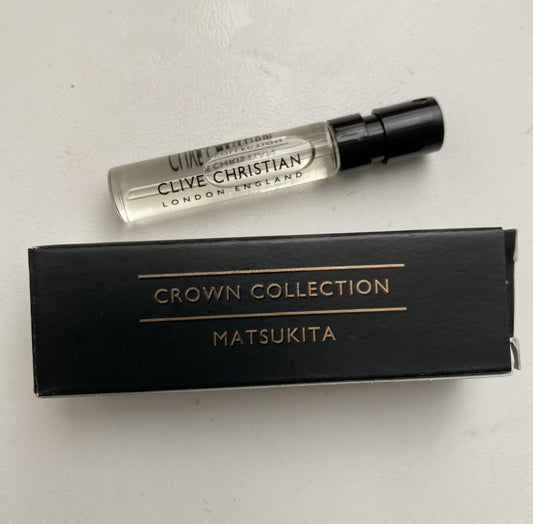 CLIVE CHRISTIAN
LONDON ENGLAND
CROWN COLLECTION
MATSUKITA